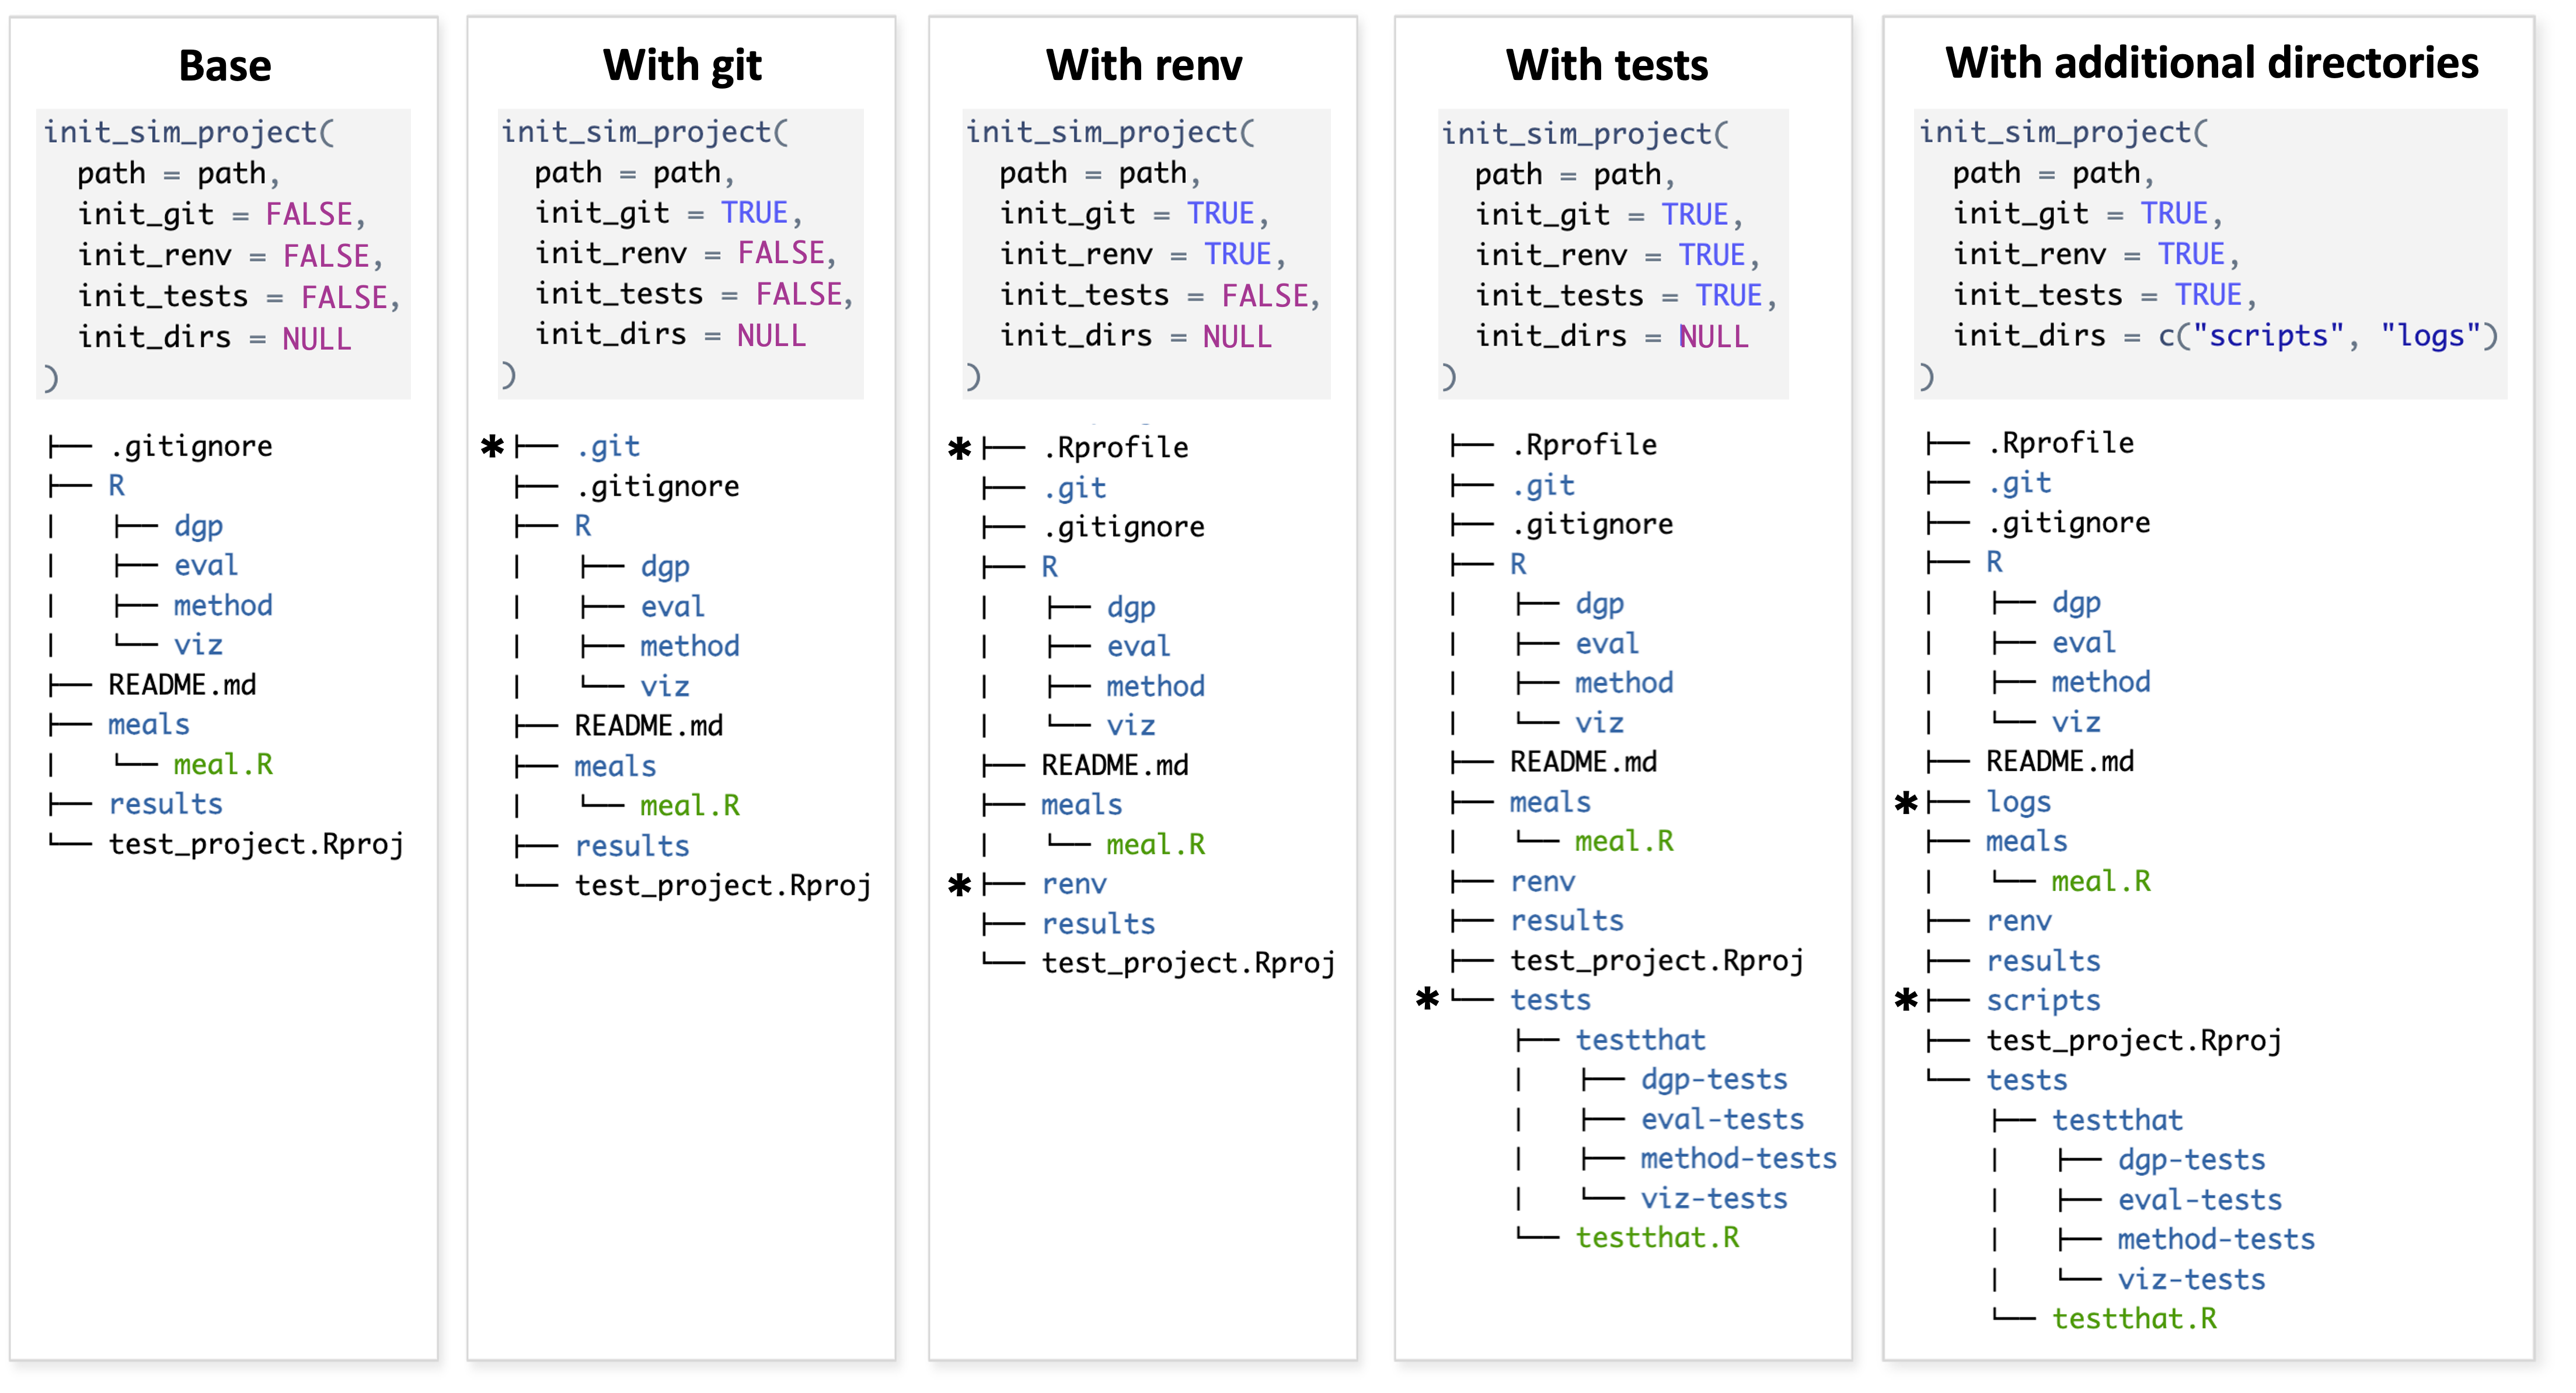 Base
init_sim_project(
  path = path,
  init_git = FALSE,
  init_renv = FALSE,
  init_tests = FALSE,
  init_dirs = NULL
)
├── .gitignore
├── R
|   ├── dgp
|   ├── eval
|   ├── method
|   └── viz
├── README.md
├── meals
|   └── meal.R
├── results
└── test_project.Rproj
With git
init_sim_project(
  path = path,
  init_git = TRUE,
  init_renv = FALSE,
  init_tests = FALSE,
  init_dirs = NULL
)
* ├── .git
├── .gitignore
├── R
|   ├── dgp
|   ├── eval
|   ├── method
|   └── viz
├── README.md
├── meals
|   └── meal.R
├── results
└── test_project.Rproj
With renv
init_sim_project(
  path = path,
  init_git = TRUE,
  init_renv = TRUE,
  init_tests = FALSE,
  init_dirs = NULL
)
* ├── .Rprofile
├── .git
├── .gitignore
├── R
|   ├── dgp
|   ├── eval
|   ├── method
|   └── viz
├── README.md
├── meals
|   └── meal.R
* ├── renv
├── results
└── test_project.Rproj
With tests
init_sim_project(
  path = path,
  init_git = TRUE,
  init_renv = TRUE,
  init_tests = TRUE,
  init_dirs = NULL
)
├── .Rprofile
├── .git
├── .gitignore
├── R
|   ├── dgp
|   ├── eval
|   ├── method
|   └── viz
├── README.md
├── meals
|   └── meal.R
├── renv
├── results
├── test_project.Rproj
* └── tests
    ├── testthat
    |   ├── dgp-tests
    |   ├── eval-tests
    |   ├── method-tests
    |   └── viz-tests
    └── testthat.R
With additional directories
init_sim_project(
  path = path,
  init_git = TRUE,
  init_renv = TRUE,
  init_tests = TRUE,
  init_dirs = c("scripts", "logs")
)
├── .Rprofile
├── .git
├── .gitignore
├── R
|   ├── dgp
|   ├── eval
|   ├── method
|   └── viz
├── README.md
* ├── logs
├── meals
|   └── meal.R
├── renv
├── results
* ├── scripts
├── test_project.Rproj
└── tests
    ├── testthat
    |   ├── dgp-tests
    |   ├── eval-tests
    |   ├── method-tests
    |   └── viz-tests
    └── testthat.R